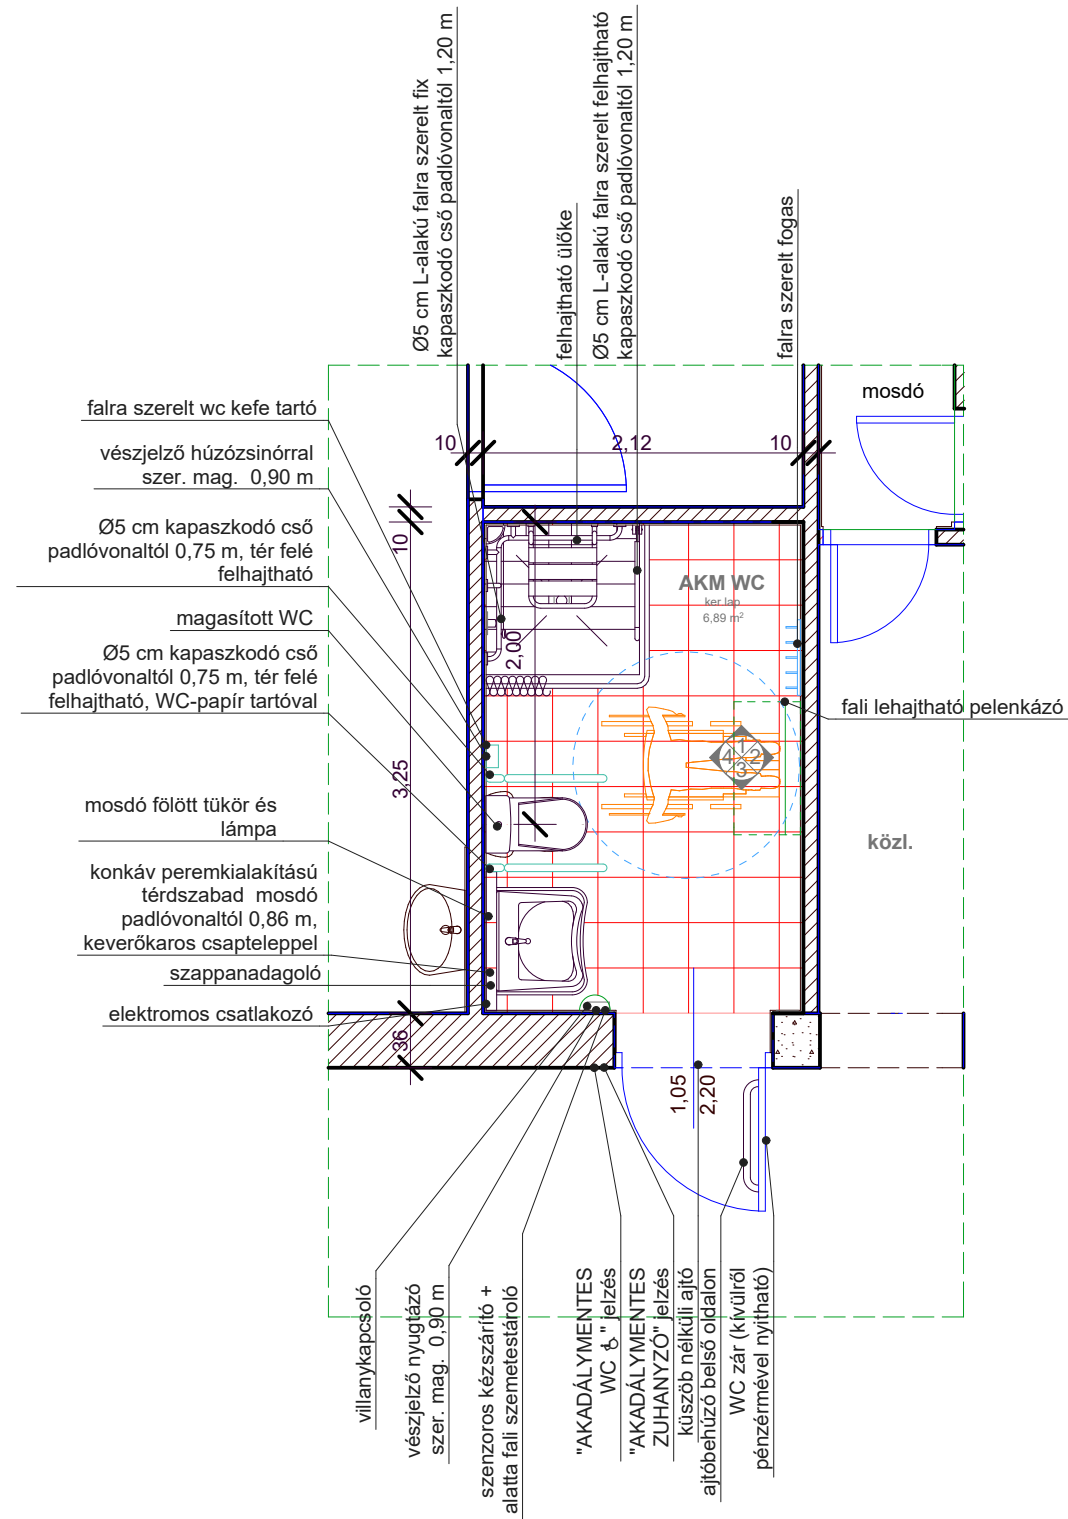 Ø5 cm L-alakú falra szerelt fix
kapaszkodó cső padlóvonaltól 1,20 m
felhajtható ülőke
Ø5 cm L-alakú falra szerelt felhajtható
kapaszkodó cső padlóvonaltól 1,20 m
falra szerelt fogas
mosdó
falra szerelt wc kefe tartó
vészjelző húzózsinórral
szer. mag. 0,90 m
Ø5 cm kapaszkodó cső
padlóvonaltól 0,75 m, tér felé
felhajtható
magasított WC
Ø5 cm kapaszkodó cső
padlóvonaltól 0,75 m, tér felé
felhajtható, WC-papír tartóval
mosdó fölött tükör és
lámpa
konkáv peremkialakítású
térdszabad mosdó
padlóvonaltól 0,86 m,
keverőkaros csapteleppel
szappanadagoló
elektromos csatlakozó
10
2,12
10
10
3,25
36
2,00
AKM WC
ker.lap
6,89 m²
1
2
3
4
fali lehajtható pelenkázó
közl.
1,05
2,20
villanykapcsoló
vészjelző nyugtázó
szer. mag. 0,90 m
szenzoros kézszárító +
alatta fali szemetestároló
"AKADÁLYMENTES
WC ♿" jelzés
"AKADÁLYMENTES
ZUHANYZÓ" jelzés
küszöb nélküli ajtó
ajtóbehúzó belső oldalon
WC zár (kívülről
pénzérmével nyitható)